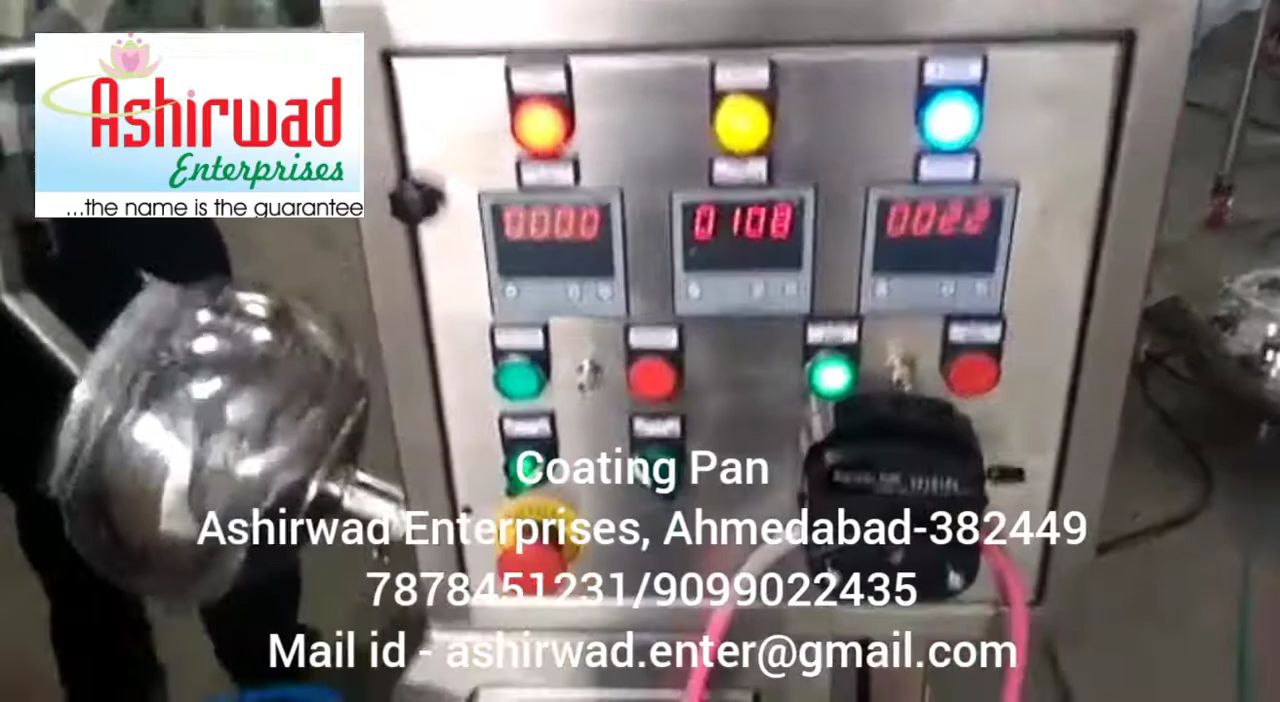 Ashirwad
Enterprises
...the name is the guarantee
0000
0108
0022
Coating Pan
Ashirwad Enterprises, Ahmedabad-382449
7878451231/9099022435
Mail id - ashirwad.enter@gmail.com